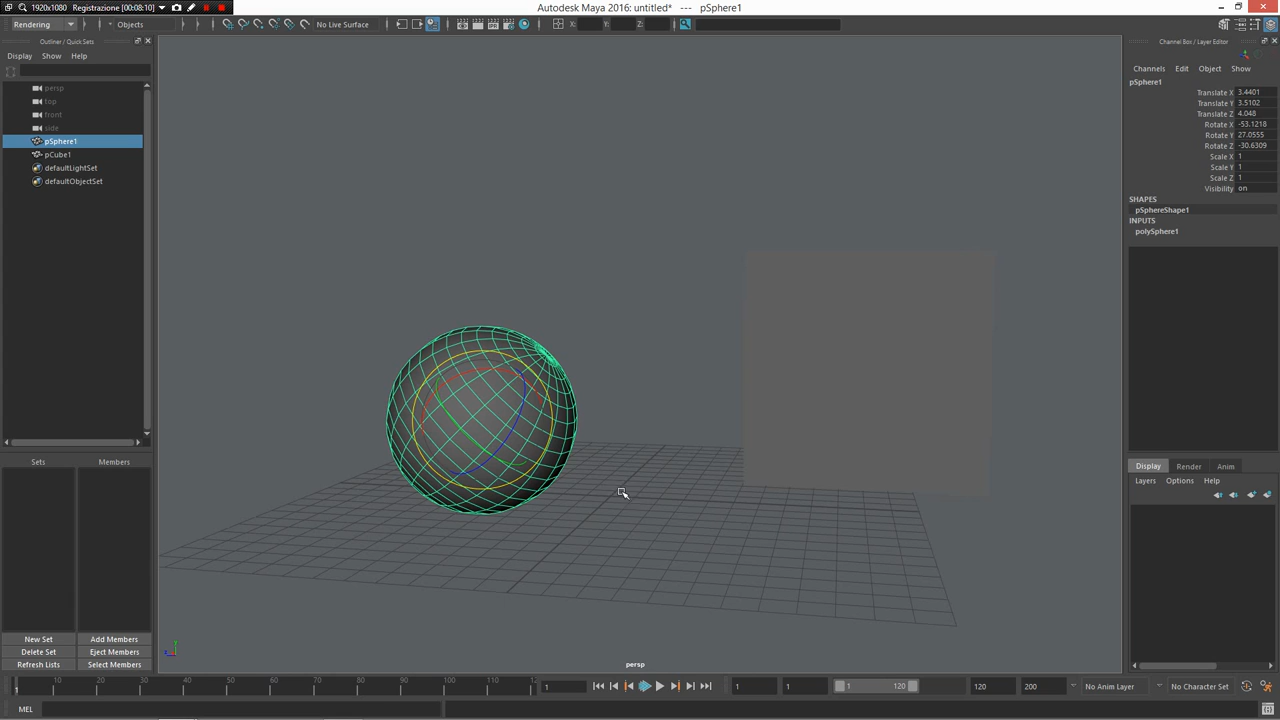 1920x1080 Registrazione [00:08:10]
Autodesk Maya 2016: untitled* --- pSphere1
Rendering
Objects
No Live Surface
X:
Y:
Z:
Outliner / Quick Sets
Display Show Help
persp
top
front
side
pSphere1
pCube1
defaultLightSet
defaultObjectSet
Sets
Members
New Set
Add Members
Delete Set
Eject Members
Refresh Lists
Select Members
persp
Channel Box / Layer Editor
Channels Edit Object Show
pSphere1
Translate X 3.4401
Translate Y 3.5102
Translate Z 4.048
Rotate X -53.1218
Rotate Y 27.0555
Rotate Z -30.6309
Scale X 1
Scale Y 1
Scale Z 1
Visibility on
SHAPES
pSphereShape1
INPUTS
polySphere1
Display Render Anim
Layers Options Help
1 10 20 30 40 50 60 70 80 90 100 110 12
1
1
1
1 120
120
200
No Anim Layer
No Character Set
MEL